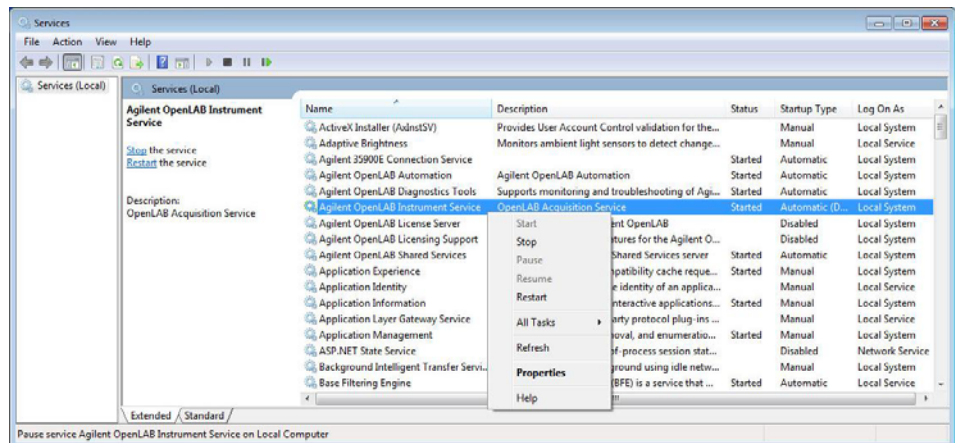 Services
File Action View Help
Services (Local)
Services (Local)
Agilent OpenLAB Instrument Service
Stop the service
Restart the service
Description:
OpenLAB Acquisition Service
Name Description Status Startup Type Log On As
ActiveX Installer (AxInstSV) Provides User Account Control validation for the... Manual Local System
Adaptive Brightness Monitors ambient light sensors to detect change... Manual Local Service
Agilent 35900E Connection Service Started Automatic Local System
Agilent OpenLAB Automation Agilent OpenLAB Automation Started Automatic Local System
Agilent OpenLAB Diagnostics Tools Supports monitoring and troubleshooting of Agi... Started Manual Local System
Agilent OpenLAB Instrument Service OpenLAB Acquisition Service Started Automatic (D... Local System
Agilent OpenLAB License Server ent OpenLAB Disabled Local System
Agilent OpenLAB Licensing Support tures for the Agilent O... Disabled Local System
Agilent OpenLAB Shared Services Shared Services server Started Automatic Local System
Application Experience patibility cache reque... Started Manual Local System
Application Identity e identity of an applica... Manual Local Service
Application Information nteractive applications... Started Manual Local System
Application Layer Gateway Service arty protocol plug-ins ... Manual Local Service
Application Management oval, and enumeratio... Started Manual Local System
ASP.NET State Service of-process session stat... Disabled Network Service
Background Intelligent Transfer Servi... ground using idle netw... Manual Local System
Base Filtering Engine (BFE) is a service that ... Started Automatic Local Service
Start
Stop
Pause
Resume
Restart
All Tasks
Refresh
Properties
Help
Extended Standard
Pause service Agilent OpenLAB Instrument Service on Local Computer